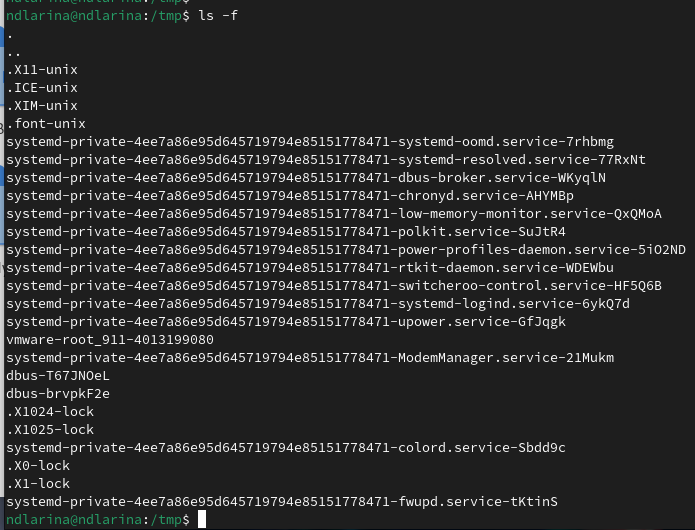 ndlarina@ndlarina:/tmp$
ndlarina@ndlarina:/tmp$ ls -f
.
..
.X11-unix
.ICE-unix
.XIM-unix
.font-unix
systemd-private-4ee7a86e95d645719794e85151778471-systemd-oomd.service-7rhbmg
systemd-private-4ee7a86e95d645719794e85151778471-systemd-resolved.service-77RxNt
systemd-private-4ee7a86e95d645719794e85151778471-dbus-broker.service-WKyqlN
systemd-private-4ee7a86e95d645719794e85151778471-chronyd.service-AHYMBp
systemd-private-4ee7a86e95d645719794e85151778471-low-memory-monitor.service-QxQMoA
systemd-private-4ee7a86e95d645719794e85151778471-polkit.service-SuJtR4
systemd-private-4ee7a86e95d645719794e85151778471-power-profiles-daemon.service-5iO2ND
systemd-private-4ee7a86e95d645719794e85151778471-rtkit-daemon.service-WDEWbu
systemd-private-4ee7a86e95d645719794e85151778471-switcheroo-control.service-HF5Q6B
systemd-private-4ee7a86e95d645719794e85151778471-systemd-logind.service-6ykQ7d
systemd-private-4ee7a86e95d645719794e85151778471-upower.service-GfJqgk
vmware-root_911-4013199080
systemd-private-4ee7a86e95d645719794e85151778471-ModemManager.service-21Mukm
dbus-T67JNOeL
dbus-brvpkF2e
.X1024-lock
.X1025-lock
systemd-private-4ee7a86e95d645719794e85151778471-colord.service-Sbdd9c
.X0-lock
.X1-lock
systemd-private-4ee7a86e95d645719794e85151778471-fwupd.service-tKtinS
ndlarina@ndlarina:/tmp$